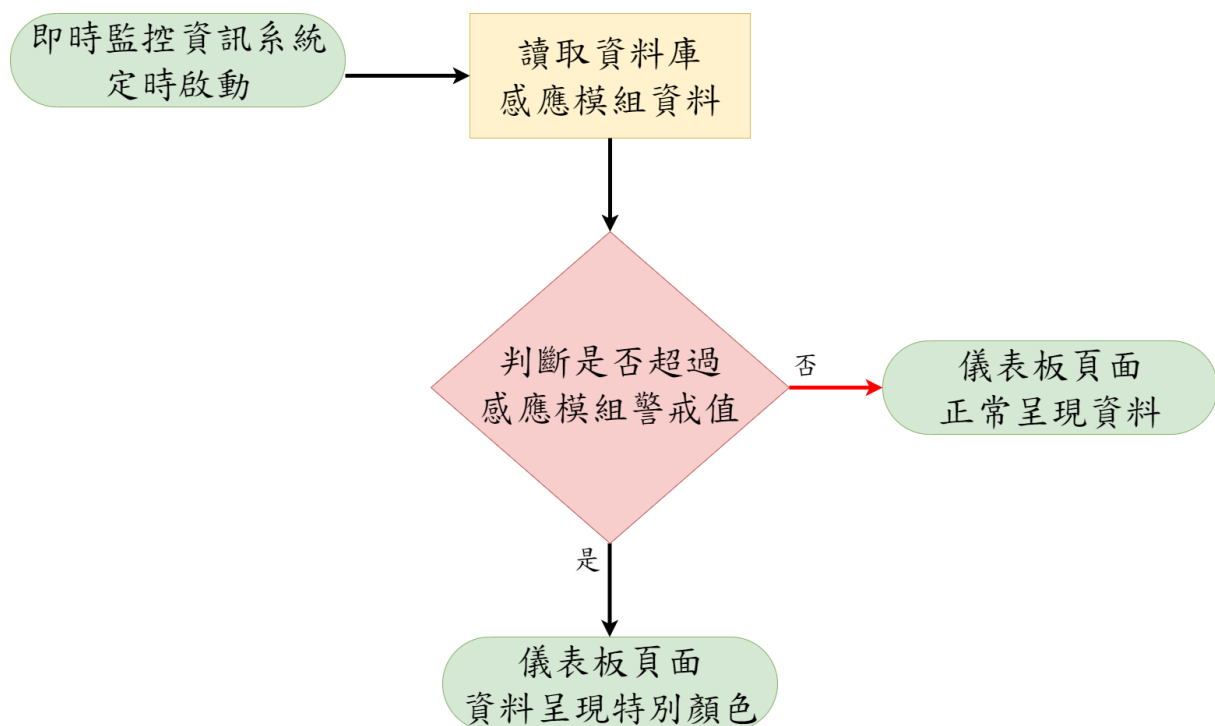 即時監控資訊系統
定時啟動
讀取資料庫
感應模組資料
判斷是否超過
感應模組警戒值
否
儀表板頁面
正常呈現資料
是
儀表板頁面
資料呈現特別顏色